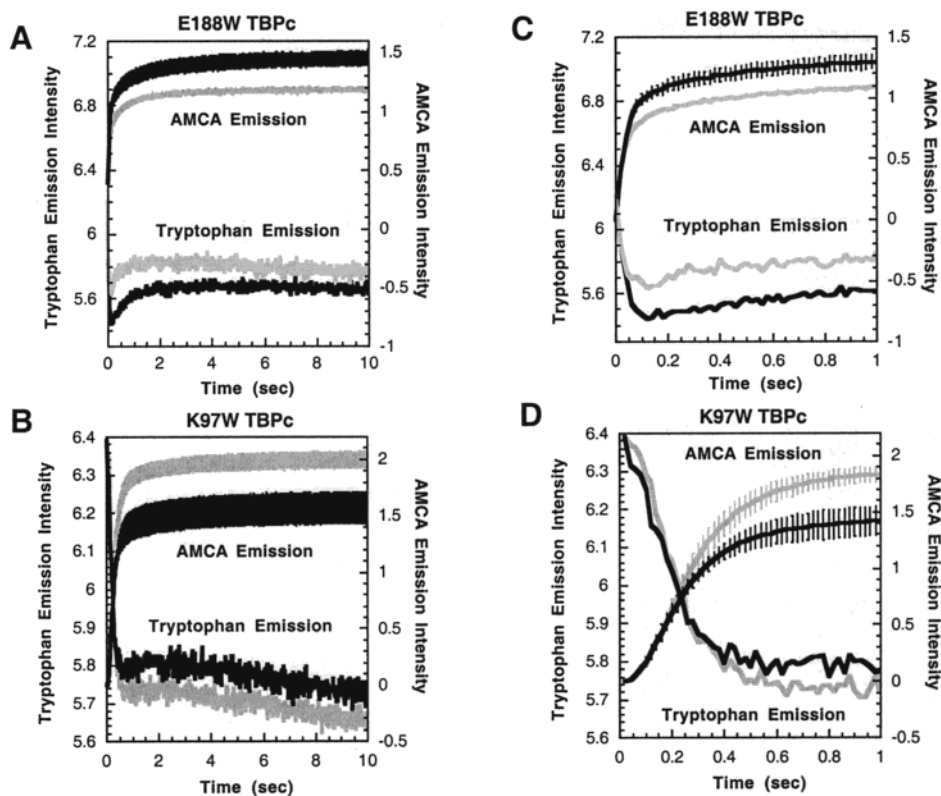 A
E188W TBPc
Tryptophan Emission Intensity
7.2
6.8
6.4
6
5.6
AMCA Emission
Tryptophan Emission
1.5
1
0.5
0
-0.5
-1
AMCA Emission Intensity
0 2 4 6 8 10
Time (sec)
C
E188W TBPc
Tryptophan Emission Intensity
7.2
6.8
6.4
6
5.6
AMCA Emission
Tryptophan Emission
1.5
1
0.5
0
-0.5
-1
AMCA Emission Intensity
0 0.2 0.4 0.6 0.8 1
Time (sec)
B
K97W TBPc
Tryptophan Emission Intensity
6.4
6.3
6.2
6.1
6
5.9
5.8
5.7
5.6
AMCA Emission
Tryptophan Emission
2
1.5
1
0.5
0
-0.5
AMCA Emission Intensity
0 2 4 6 8 10
Time (sec)
D
K97W TBPc
Tryptophan Emission Intensity
6.4
6.3
6.2
6.1
6
5.9
5.8
5.7
5.6
AMCA Emission
Tryptophan Emission
2
1.5
1
0.5
0
-0.5
AMCA Emission Intensity
0 0.2 0.4 0.6 0.8 1
Time (sec)